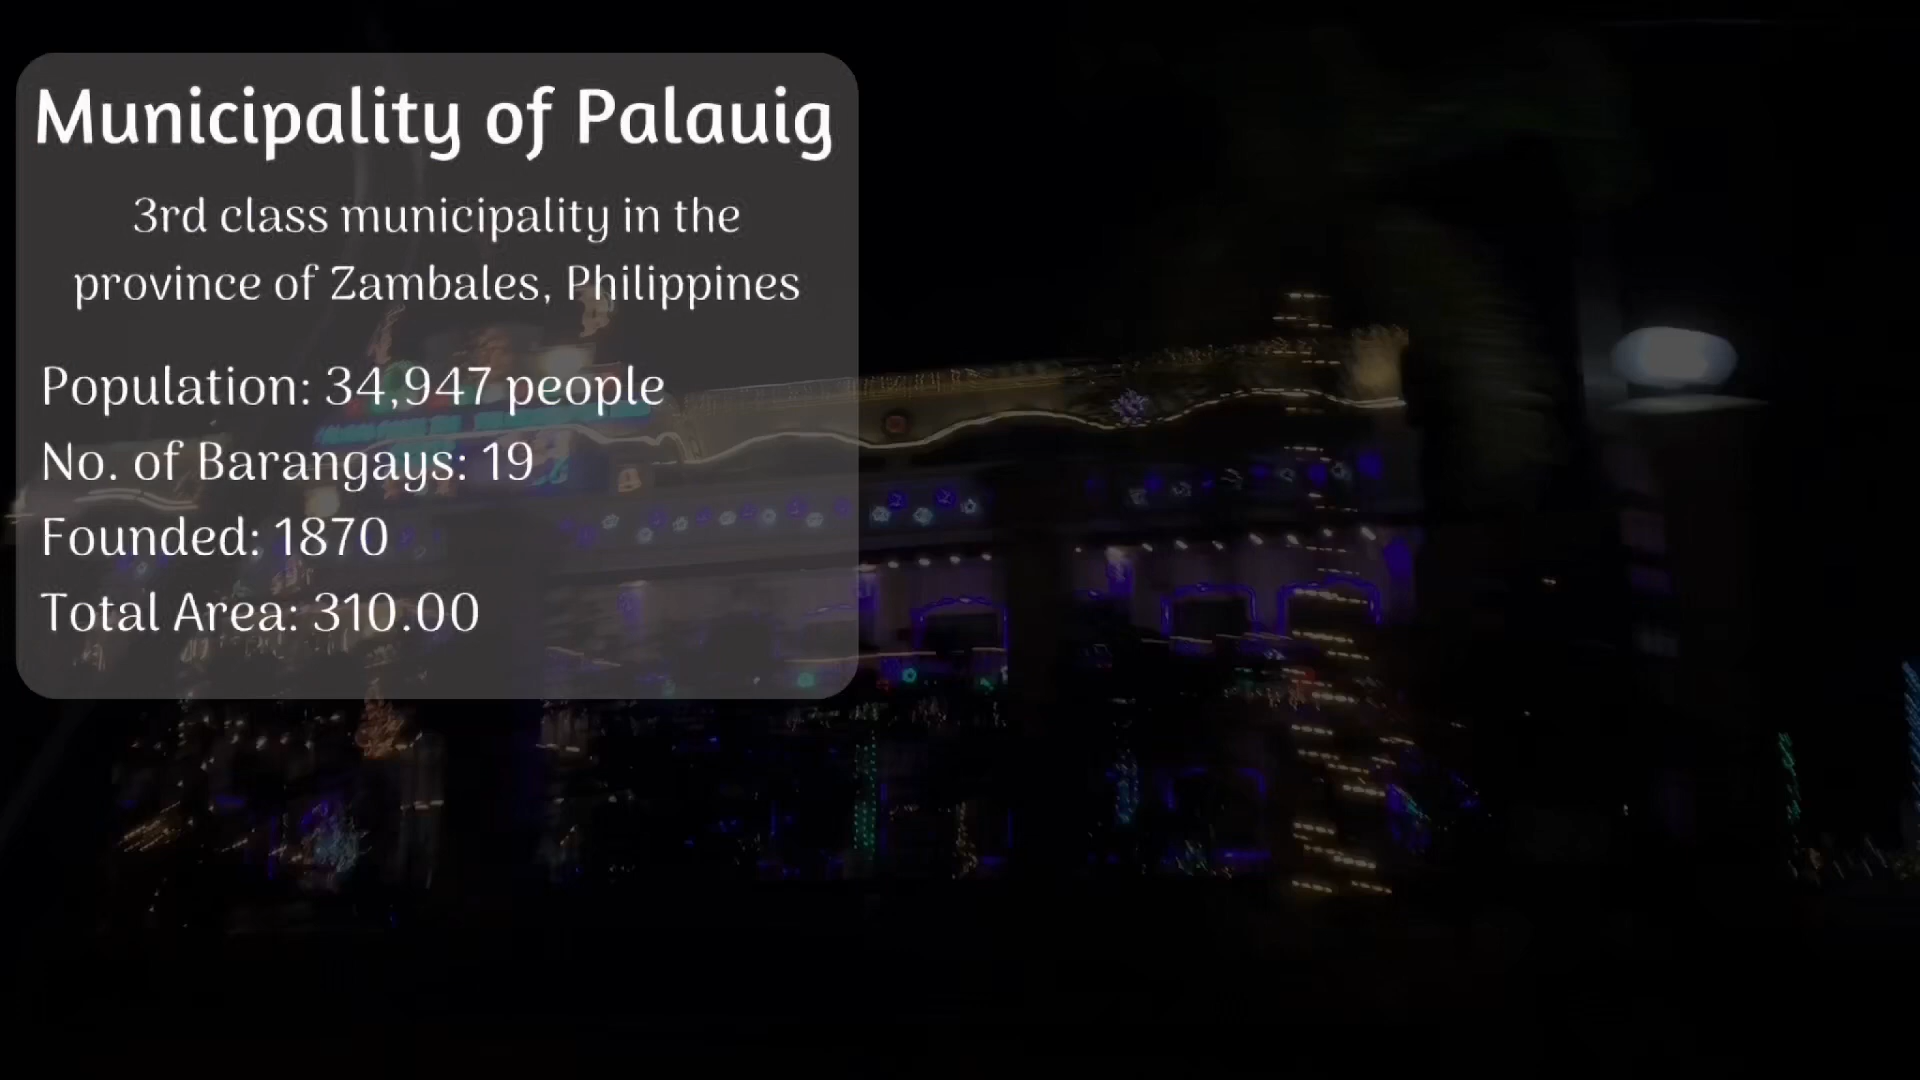 Municipality of Palauig
3rd class municipality in the
province of Zambales, Philippines
Population: 34,947 people
No. of Barangays: 19
Founded: 1870
Total Area: 310.00